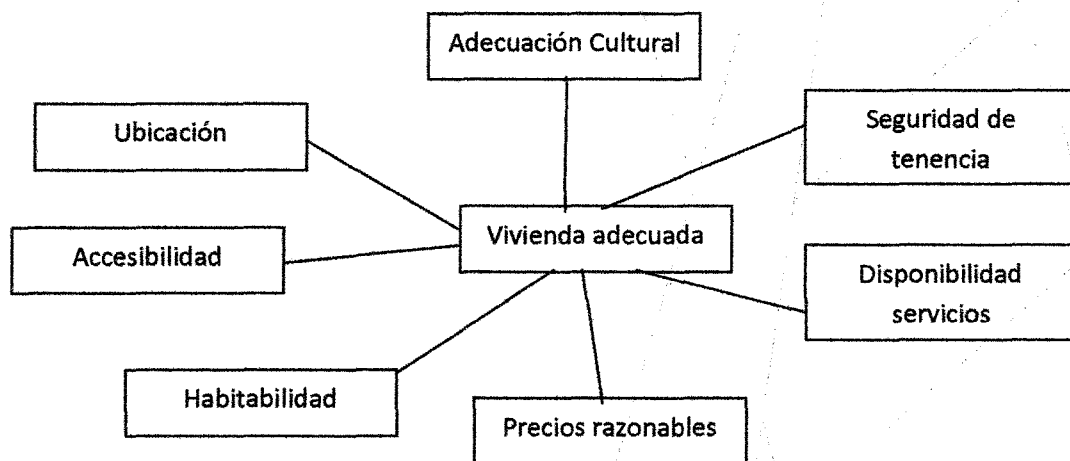 Adecuación Cultural
Ubicación
Seguridad de
tenencia
Vivienda adecuada
Accesibilidad
Disponibilidad
servicios
Habitabilidad
Precios razonables